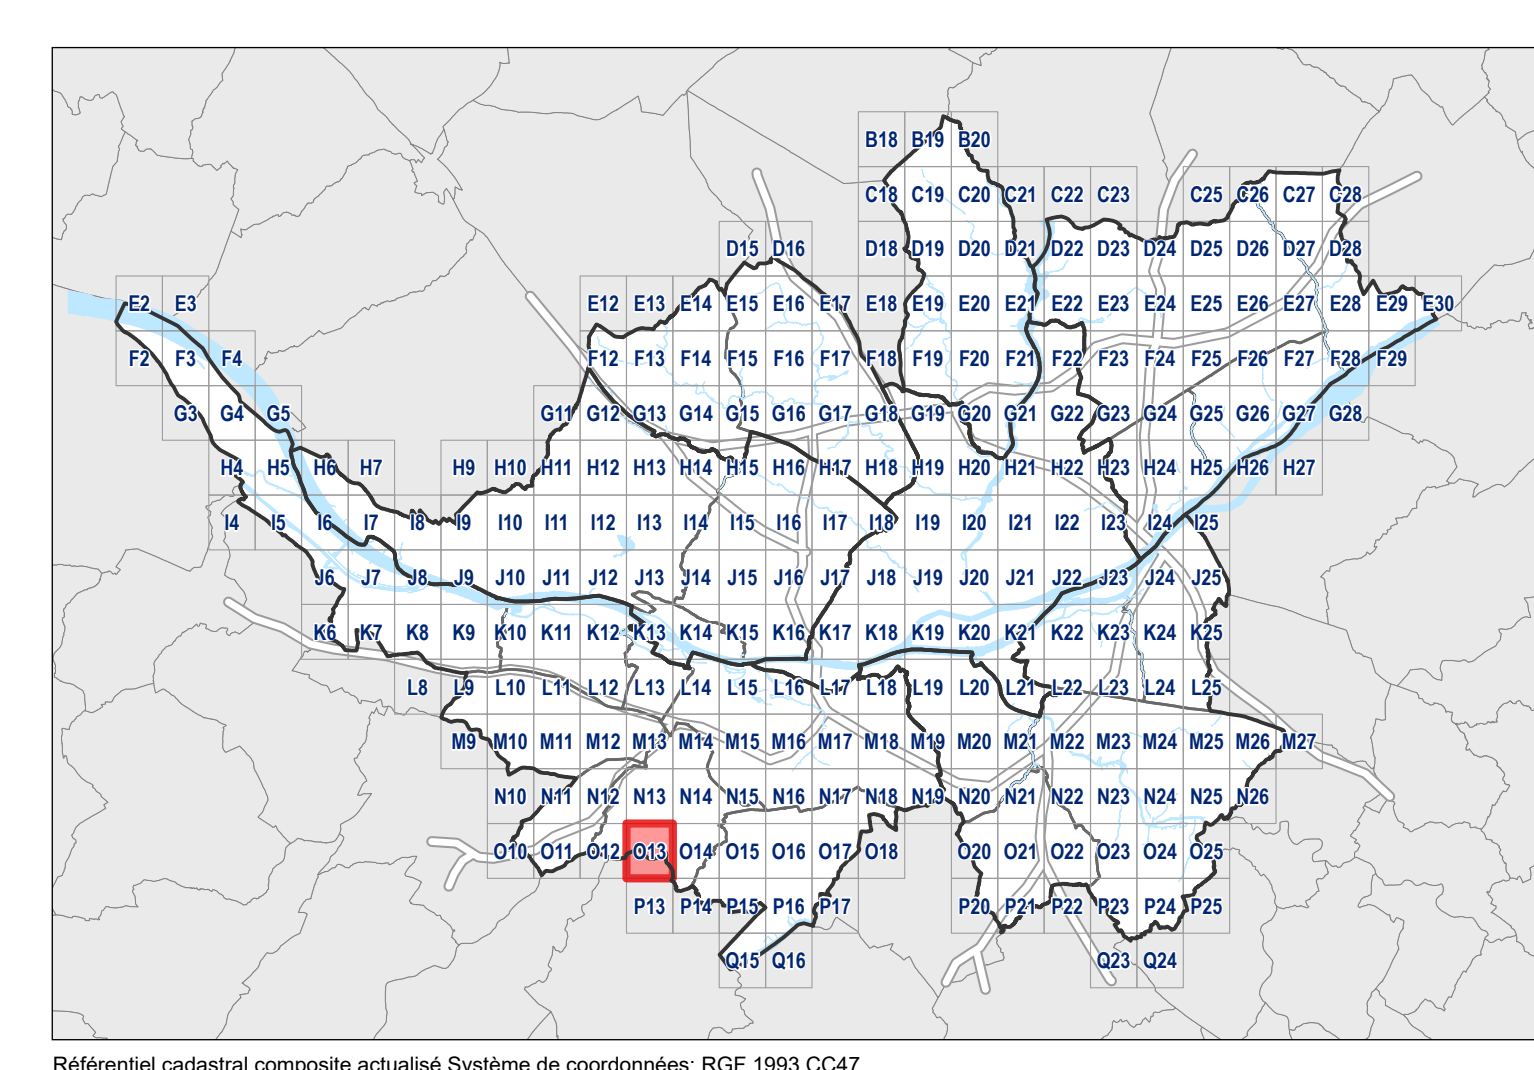 B18 B19 B20
C18 C19 C20 C21 C22 C23 C25 C26 C27 C28
D15 D16 D18 D19 D20 D21 D22 D23 D24 D25 D26 D27 D28
E2 E3 E12 E13 E14 E15 E16 E17 E18 E19 E20 E21 E22 E23 E24 E25 E26 E27 E28 E29 E30
F2 F3 F4 F12 F13 F14 F15 F16 F17 F18 F19 F20 F21 F22 F23 F24 F25 F26 F27 F28 F29
G3 G4 G5 G11 G12 G13 G14 G15 G16 G17 G18 G19 G20 G21 G22 G23 G24 G25 G26 G27 G28
H4 H5 H6 H7 H9 H10 H11 H12 H13 H14 H15 H16 H17 H18 H19 H20 H21 H22 H23 H24 H25 H26 H27
I4 I5 I6 I7 I8 I9 I10 I11 I12 I13 I14 I15 I16 I17 I18 I19 I20 I21 I22 I23 I24 I25
J6 J7 J8 J9 J10 J11 J12 J13 J14 J15 J16 J17 J18 J19 J20 J21 J22 J23 J24 J25
K6 K7 K8 K9 K10 K11 K12 K13 K14 K15 K16 K17 K18 K19 K20 K21 K22 K23 K24 K25
L8 L9 L10 L11 L12 L13 L14 L15 L16 L17 L18 L19 L20 L21 L22 L23 L24 L25
M9 M10 M11 M12 M13 M14 M15 M16 M17 M18 M19 M20 M21 M22 M23 M24 M25 M26 M27
N10 N11 N12 N13 N14 N15 N16 N17 N18 N19 N20 N21 N22 N23 N24 N25 N26
O10 O11 O12 O13 O14 O15 O16 O17 O18 O20 O21 O22 O23 O24 O25
P13 P14 P15 P16 P17 P20 P21 P22 P23 P24 P25
Q15 Q16 Q23 Q24
Référentiel cadastral composite actualisé Système de coordonnées: RGF 1993 CC47